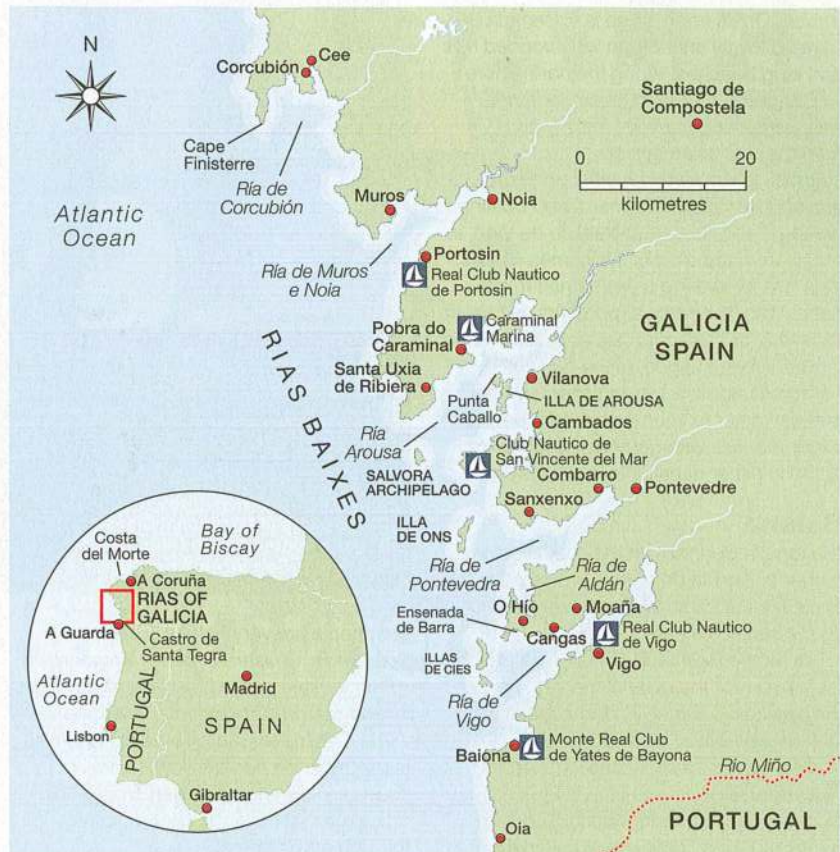 N
Cee
Corcubión
Santiago de
Compostela
Cape
Finisterre
0 20
kilometres
Ría de
Corcubión
Muros
Noia
Atlantic
Ocean
Portosin
Ría de Muros
e Noia
Real Club Nautico
de Portosin
RIAS BAIXES
Caraminal
Marina
GALICIA
SPAIN
Pobra do
Caraminal
Santa Uxia
de Ribiera
Vilanova
Punta
Caballo
ILLA DE AROUSA
Cambados
Ría
Arousa
Club Nautico de
San Vincente del Mar
SALVORA
ARCHIPELAGO
Combarro
Pontevedre
Sanxenxo
ILLA
DE ONS
Ría de
Pontevedra
Ría de
Aldán
O Hío
Moaña
Ensenada
de Barra
Cangas
Real Club Nautico
de Vigo
ILLAS
DE CIES
Vigo
Ría de
Vigo
Baiona
Monte Real Club
de Yates de Bayona
Rio Miño
PORTUGAL
Oia
Bay of
Biscay
Costa
del Morte
A Coruña
RIAS OF
GALICIA
A Guarda
Castro de
Santa Tegra
Atlantic
Ocean
Madrid
PORTUGAL
SPAIN
Lisbon
Gibraltar